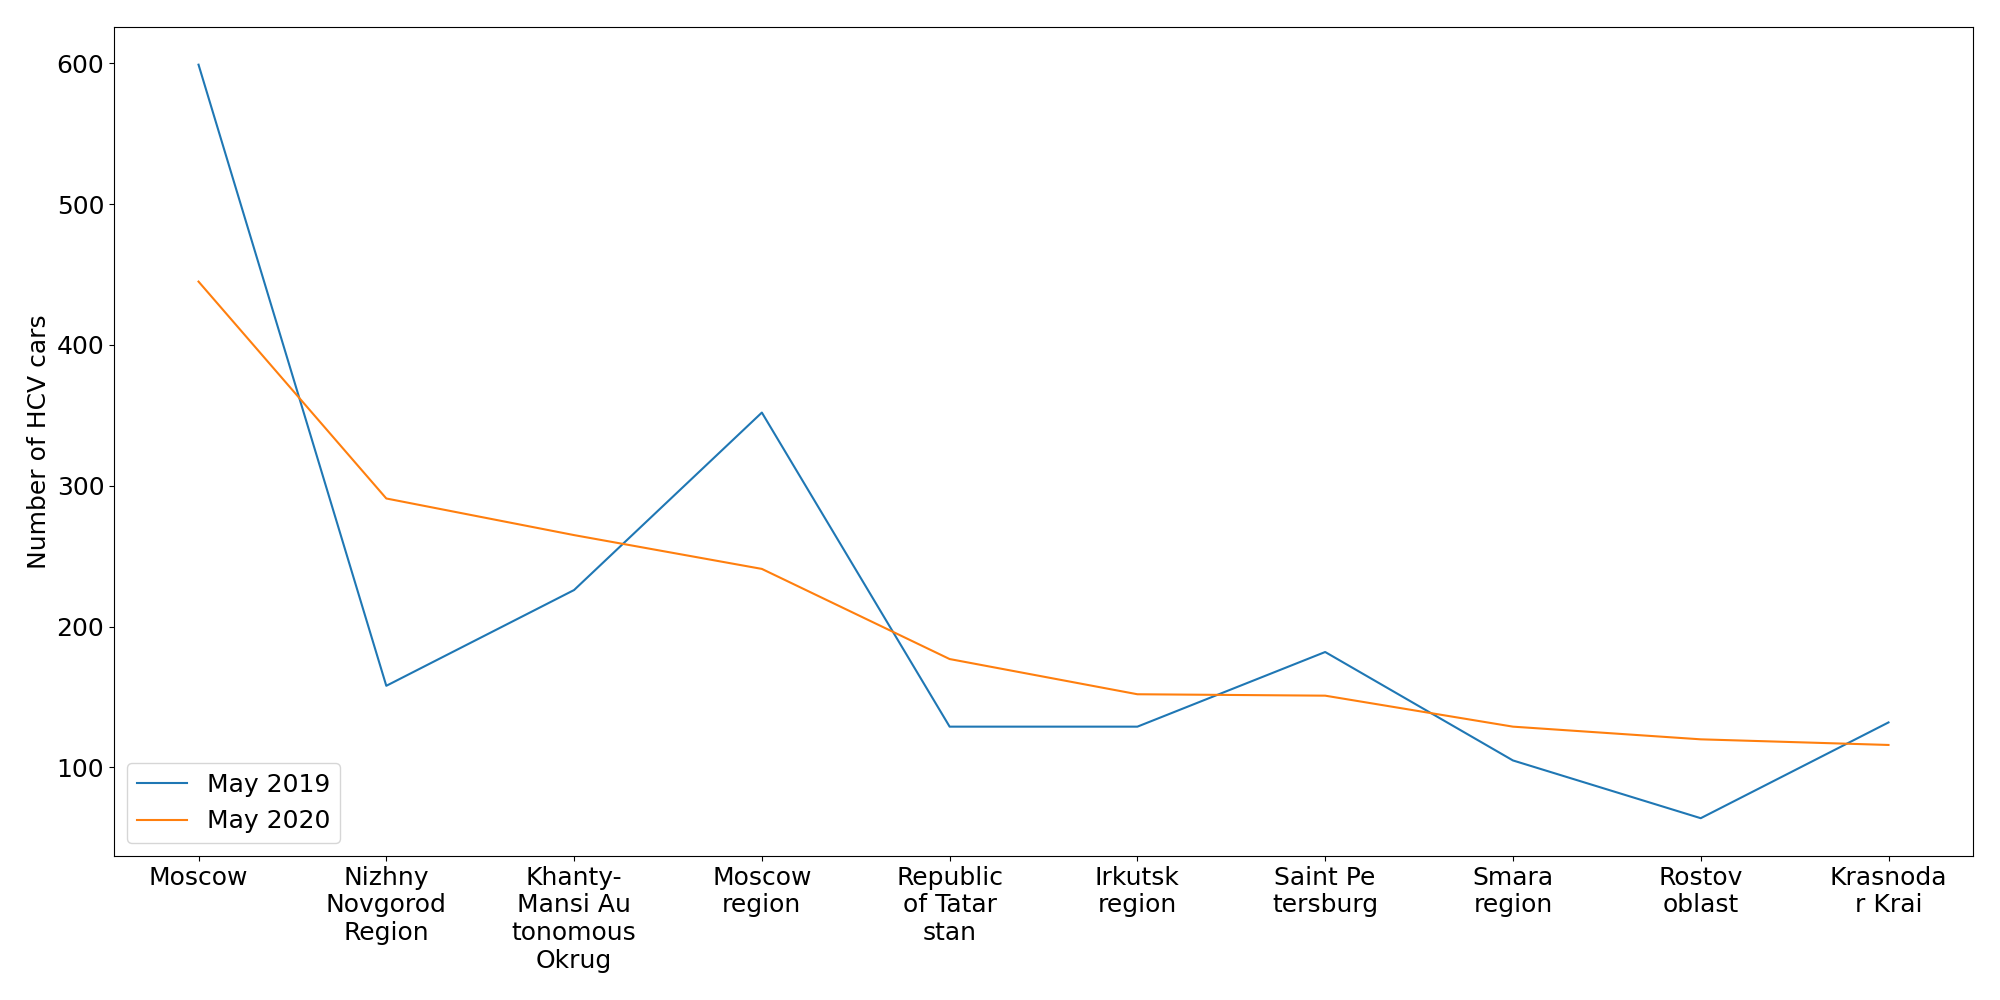 600
500
400
300
200
100
Number of HCV cars
May 2019
May 2020
Moscow
Nizhny
Novgorod
Region
Khanty-
Mansi Au
tonomous
Okrug
Moscow
region
Republic
of Tatar
stan
Irkutsk
region
Saint Pe
tersburg
Smara
region
Rostov
oblast
Krasnoda
r Krai